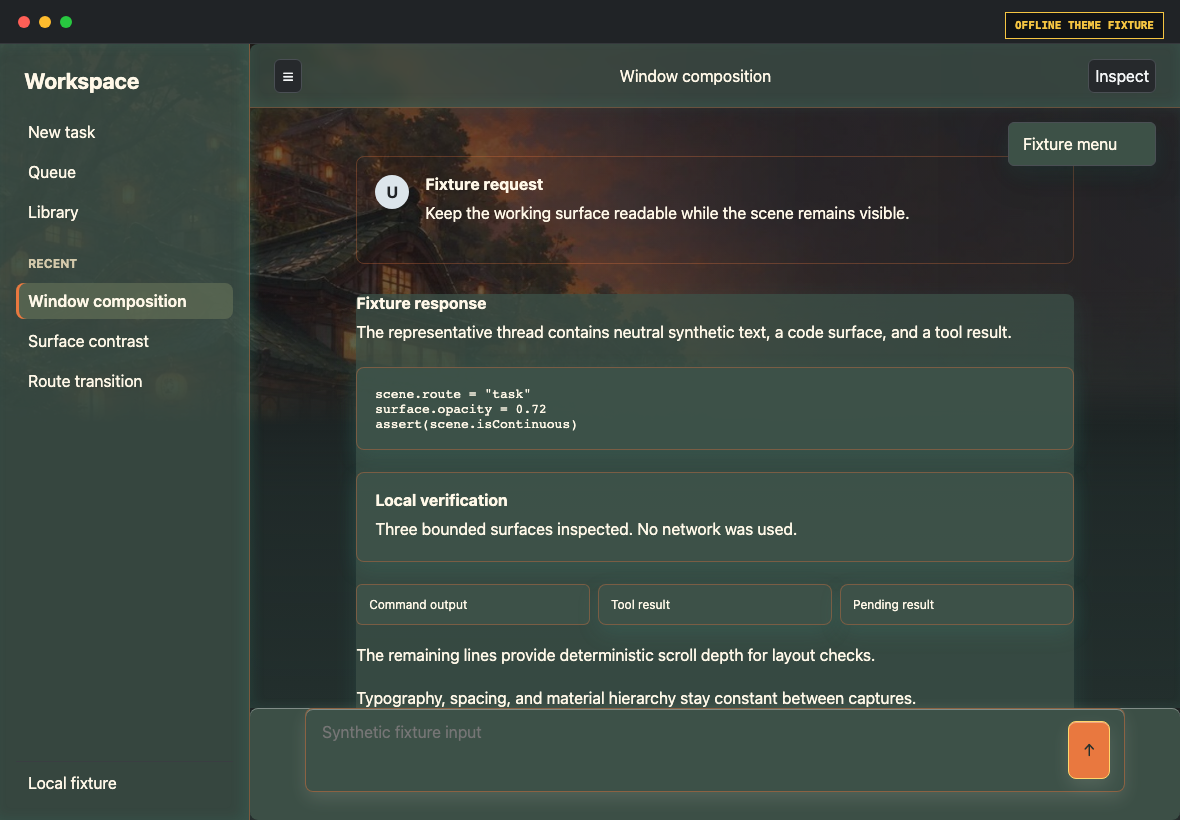 OFFLINE THEME FIXTURE
Workspace
New task
Queue
Library
RECENT
Window composition
Surface contrast
Route transition
Local fixture
Window composition
Inspect
Fixture menu
U
Fixture request
Keep the working surface readable while the scene remains visible.
Fixture response
The representative thread contains neutral synthetic text, a code surface, and a tool result.
scene.route = "task"
surface.opacity = 0.72
assert(scene.isContinuous)
Local verification
Three bounded surfaces inspected. No network was used.
Command output
Tool result
Pending result
The remaining lines provide deterministic scroll depth for layout checks.
Typography, spacing, and material hierarchy stay constant between captures.
Synthetic fixture input